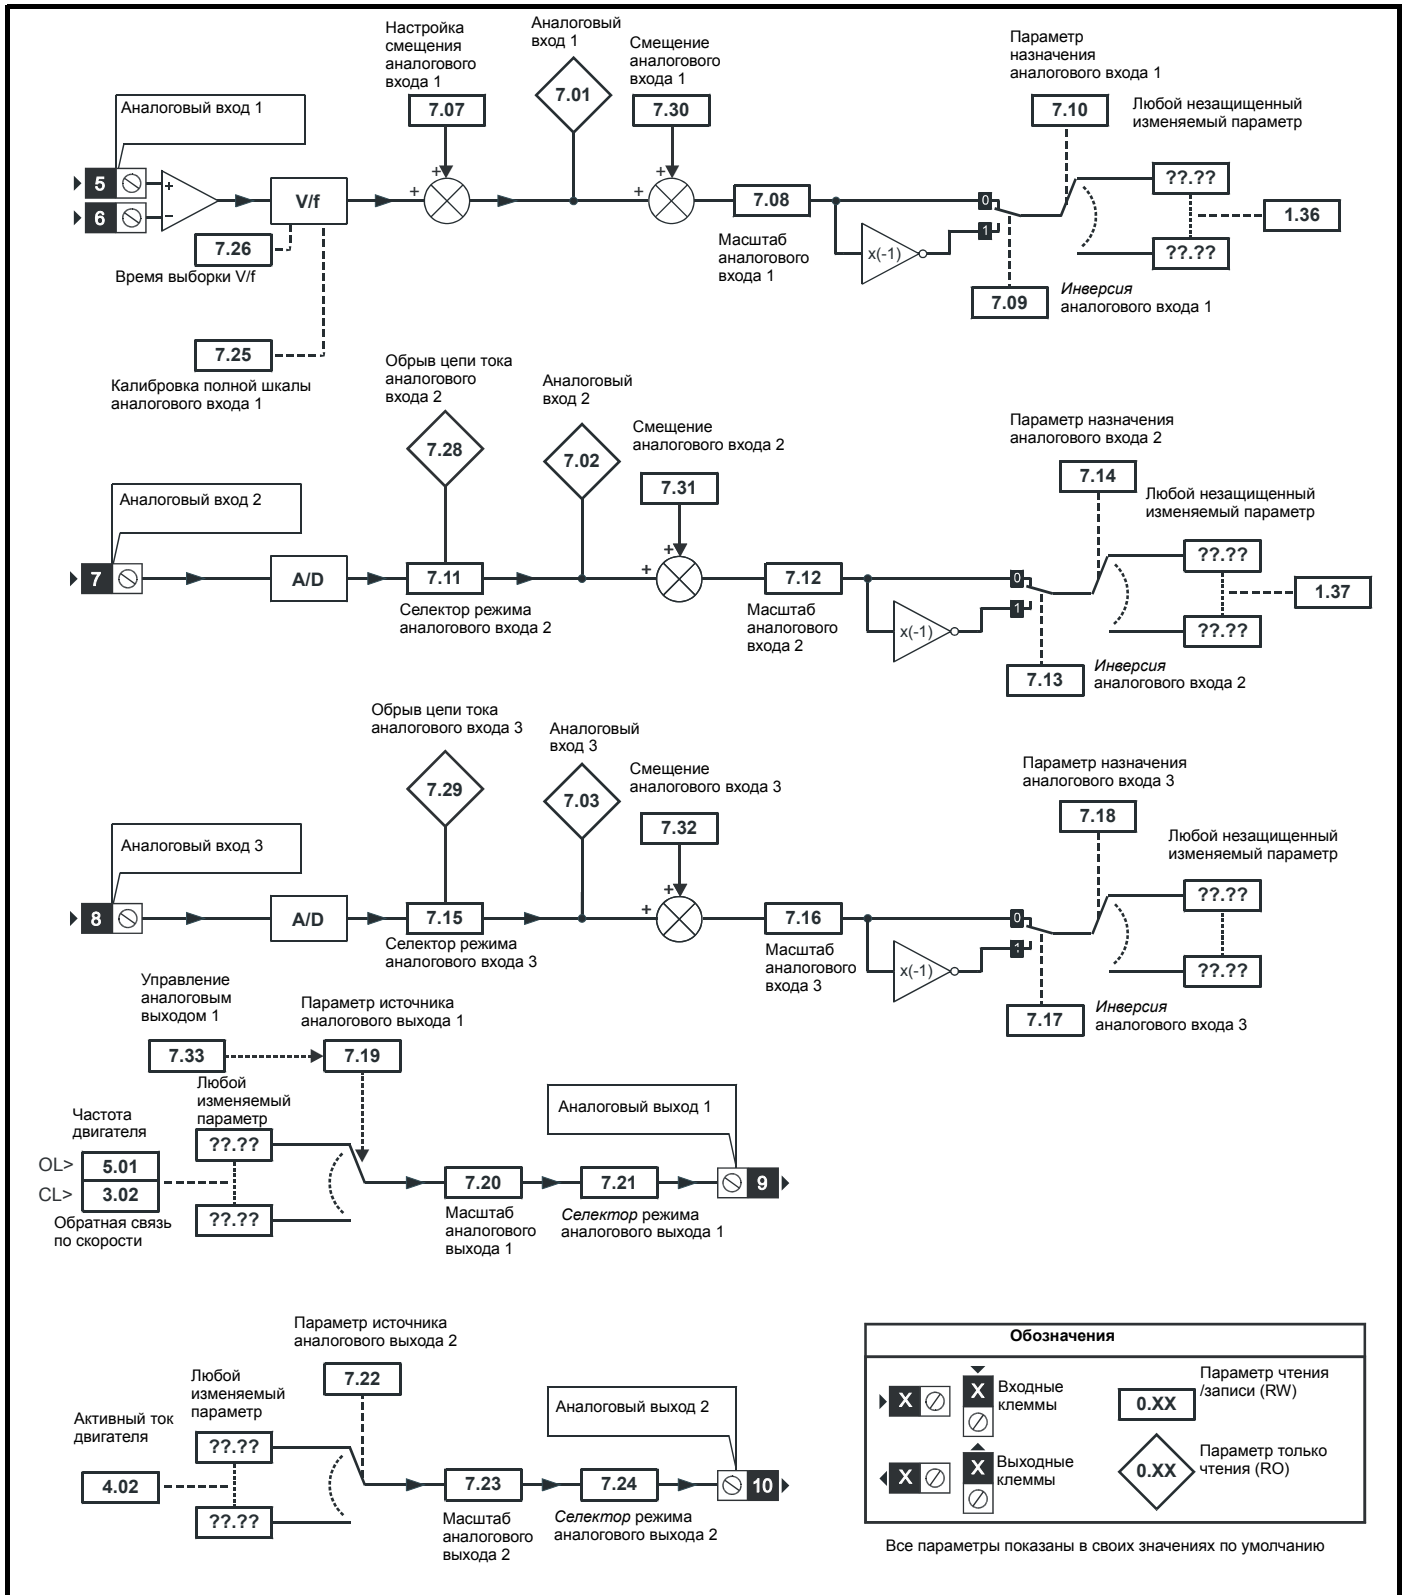 Настройка
смещения
аналогового
входа 1
7.07
Аналоговый
вход 1
7.01
Смещение
аналогового
входа 1
7.30
Параметр
назначения
аналогового входа 1
7.10
Любой незащищенный
изменяемый параметр
Аналоговый вход 1
5
6
+
−
V/f
+
+
+
+
7.08
Масштаб
аналогового
входа 1
x(-1)
0
1
7.09
Инверсия
аналогового входа 1
??.??
??.??
1.36
7.26
Время выборки V/f
7.25
Калибровка полной шкалы
аналогового входа 1
Обрыв цепи тока
аналогового
входа 2
7.28
Аналоговый
вход 2
7.02
Смещение
аналогового входа 2
7.31
Параметр назначения
аналогового входа 2
7.14
Любой незащищенный
изменяемый параметр
Аналоговый вход 2
7
A/D
7.11
Селектор режима
аналогового входа 2
+
+
7.12
Масштаб
аналогового
входа 2
x(-1)
0
1
7.13
Инверсия
аналогового входа 2
??.??
??.??
1.37
Обрыв цепи тока
аналогового входа 3
7.29
Аналоговый
вход 3
7.03
Смещение
аналогового входа 3
7.32
Параметр назначения
аналогового входа 3
7.18
Любой незащищенный
изменяемый параметр
Аналоговый вход 3
8
A/D
7.15
Селектор режима
аналогового входа 3
+
+
7.16
Масштаб
аналогового
входа 3
x(-1)
0
1
7.17
Инверсия
аналогового входа 3
??.??
??.??
Управление
аналоговым
выходом 1
7.33
Параметр источника
аналогового выхода 1
7.19
Любой
изменяемый
параметр
??.??
??.??
Частота
двигателя
OL> 5.01
CL> 3.02
Обратная связь
по скорости
7.20
Масштаб
аналогового
выхода 1
7.21
Селектор режима
аналогового выхода 1
Аналоговый выход 1
9
Параметр источника
аналогового выхода 2
7.22
Любой
изменяемый
параметр
??.??
??.??
Активный ток
двигателя
4.02
7.23
Масштаб
аналогового
выхода 2
7.24
Селектор режима
аналогового выхода 2
Аналоговый выход 2
10
Обозначения
X
X
Входные
клеммы
0.XX
Параметр чтения
/записи (RW)
X
X
Выходные
клеммы
0.XX
Параметр только
чтения (RO)
Все параметры показаны в своих значениях по умолчанию